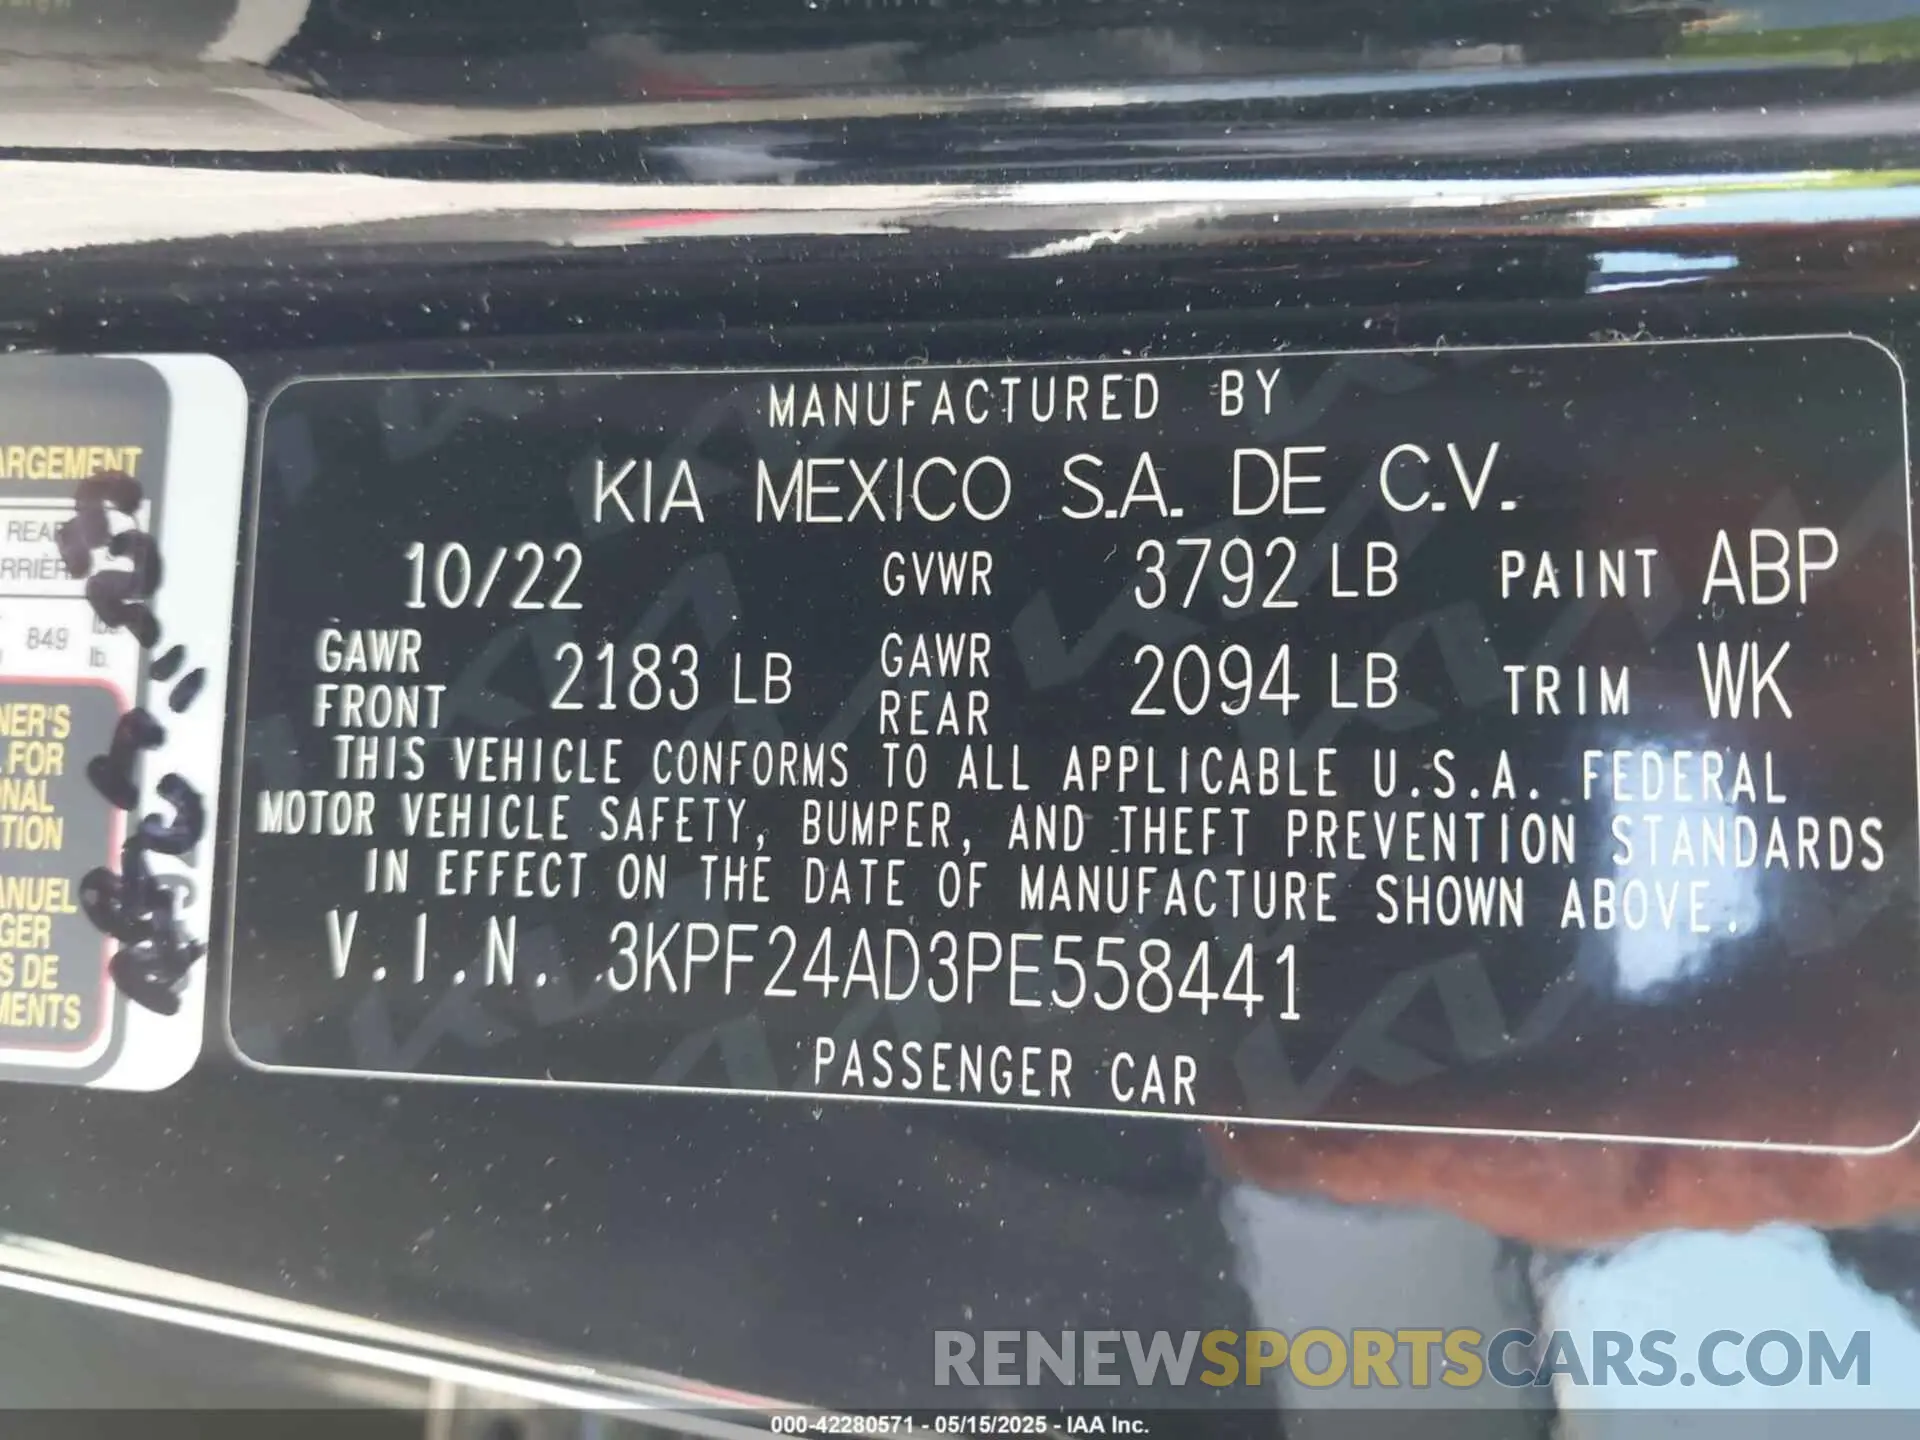 MANUFACTURED BY
KIA MEXICO S.A. DE C.V.
10/22 GVWR 3792 LB PAINT ABP
GAWR FRONT 2183 LB GAWR REAR 2094 LB TRIM WK
THIS VEHICLE CONFORMS TO ALL APPLICABLE U.S.A. FEDERAL
MOTOR VEHICLE SAFETY, BUMPER, AND THEFT PREVENTION STANDARDS
IN EFFECT ON THE DATE OF MANUFACTURE SHOWN ABOVE.
V.I.N. 3KPF24AD3PE558441
PASSENGER CAR
ARGEMENT
REAR
849
lb.
NER'S
FOR
NAL
TION
ANUEL
GER
S DE
MENTS
RENEWSPORTSCARS.COM
000-42280571 - 05/15/2025 - IAA Inc.